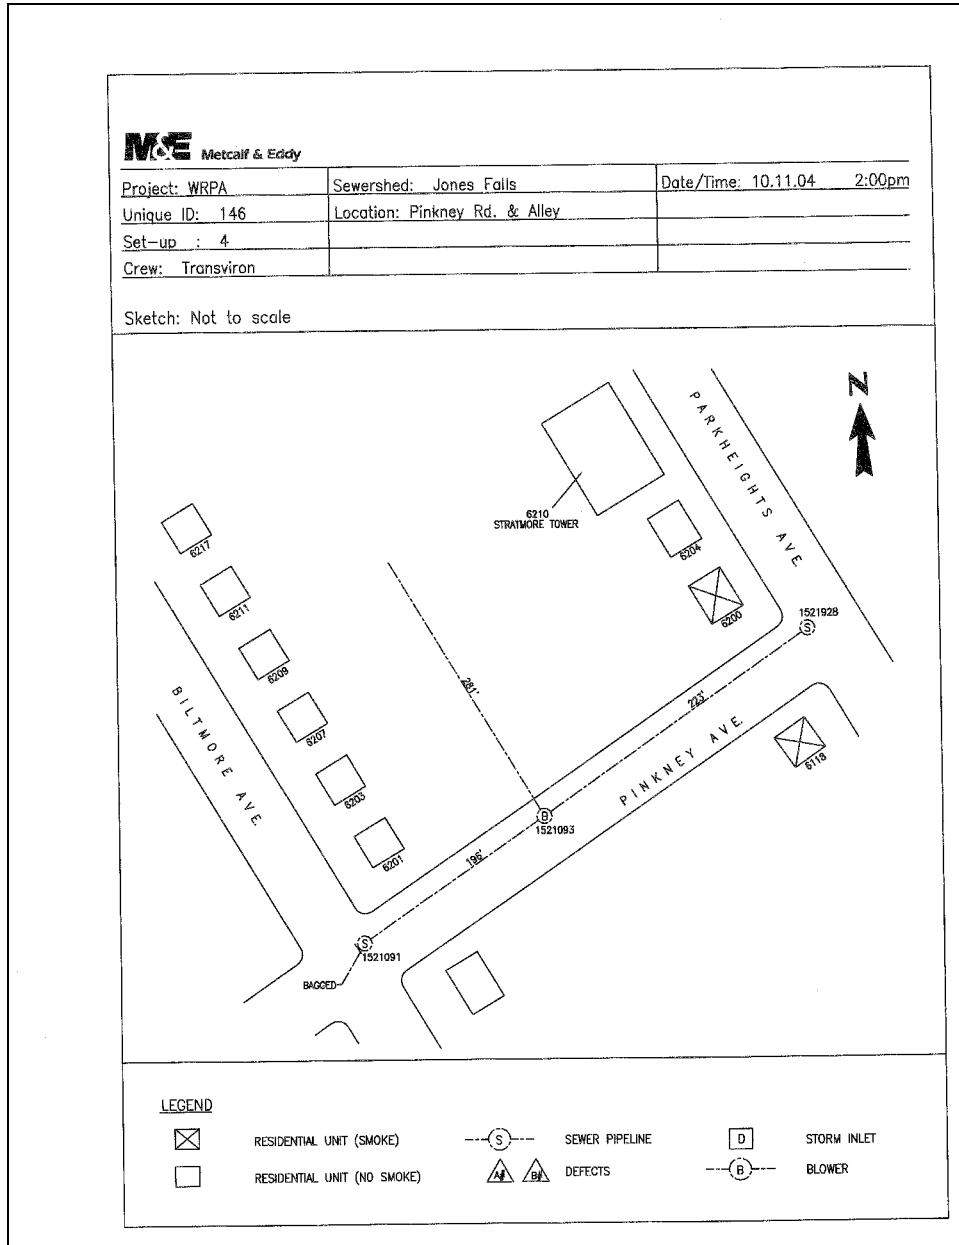 M&E Metcalf & Eddy
Project: WRPA
Sewershed: Jones Falls
Date/Time: 10.11.04 2:00pm
Unique ID: 146
Location: Pinkney Rd. & Alley
Set-up : 4
Crew: Transviron
Sketch: Not to scale
N
PARKHEIGHTS AVE.
6210
STRATMORE TOWER
6217
6204
6211
6200
1521928
6209
281'
223'
BILTMORE AVE.
6207
PINKNEY AVE.
6118
6203
B
1521093
6201
196'
S
S
1521091
BAGGED
LEGEND
RESIDENTIAL UNIT (SMOKE)
S
SEWER PIPELINE
D
STORM INLET
RESIDENTIAL UNIT (NO SMOKE)
A#
B#
DEFECTS
B
BLOWER